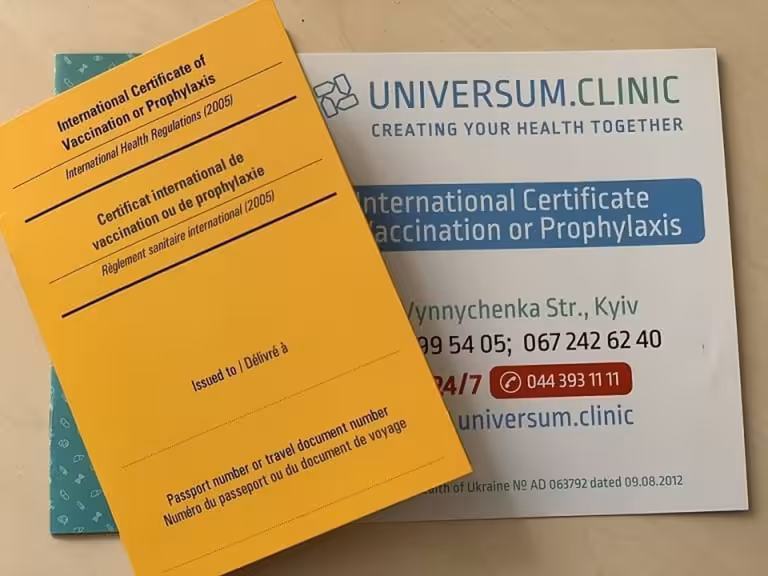 International Certificate of
Vaccination or Prophylaxis
International Health Regulations (2005)
Certificat international de
vaccination ou de prophylaxie
Règlement sanitaire international (2005)
Issued to | Délivré à
Passport number or travel document number
Numéro du passeport ou du document de voyage
UNIVERSUM.CLINIC
CREATING YOUR HEALTH TOGETHER
International Certificate
Vaccination or Prophylaxis
Vynnychenka Str., Kyiv
99 54 05; 067 242 62 40
24/7 044 393 11 11
universum.clinic
of Ukraine № AD 063792 dated 09.08.2012